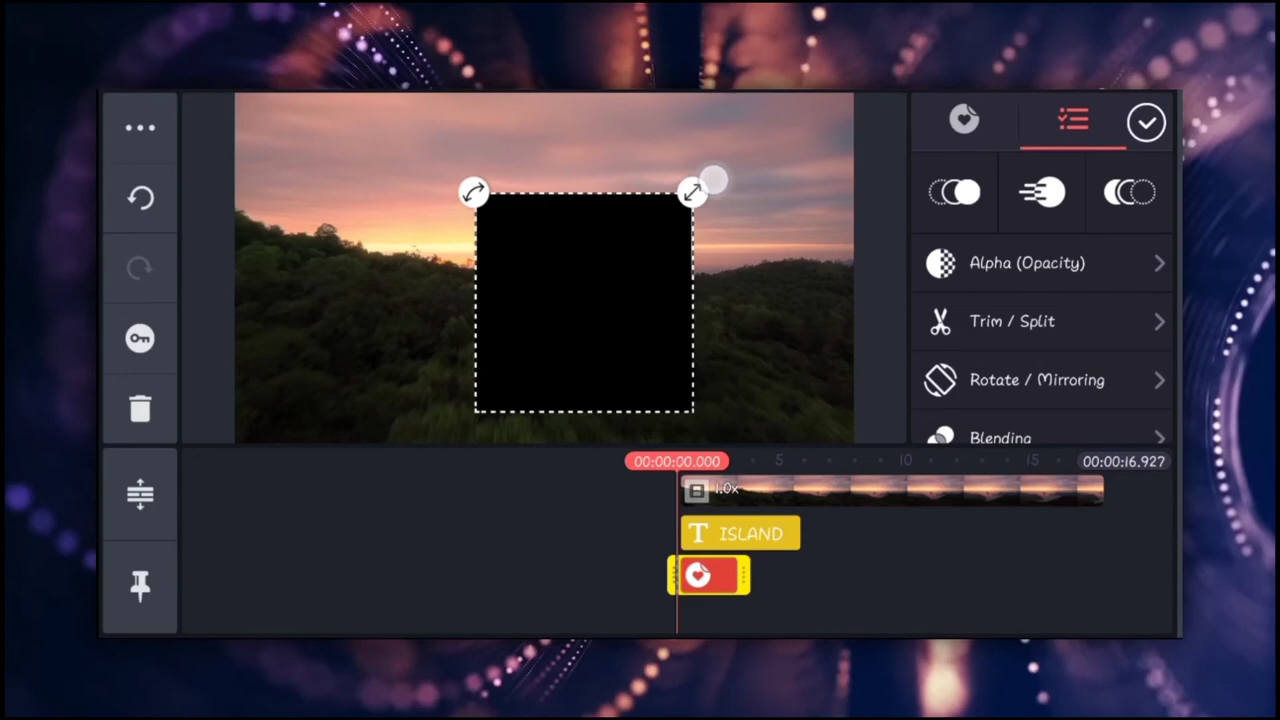 Alpha (Opacity)
Trim / Split
Rotate / Mirroring
Blending
00:00:00.000
5
10
15
00:00:16.927
1.0x
T ISLAND